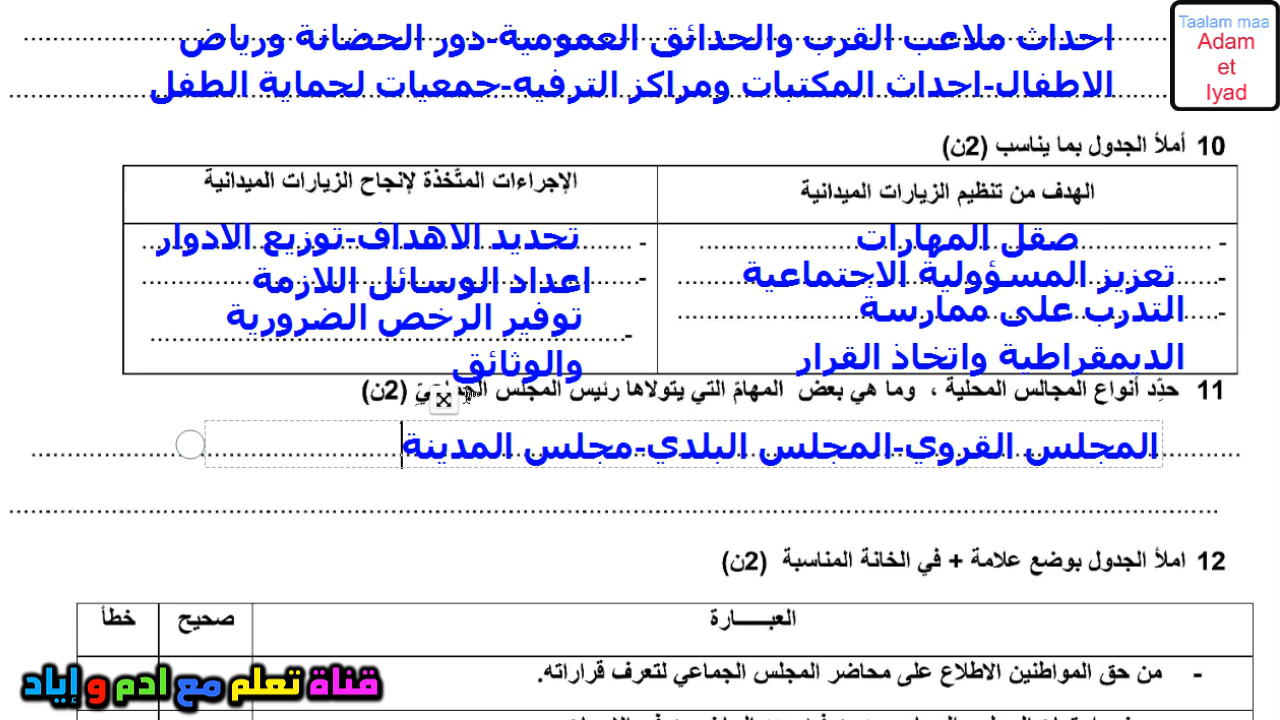 Taalam maa
Adam
et
Iyad
احداث ملاعب القرب والحدائق العمومية-دور الحضانة ورياض
الاطفال-احداث المكتبات ومراكز الترفيه-جمعيات لحماية الطفل
10 أملأ الجدول بما يناسب (2ن)
الهدف من تنظيم الزيارات الميدانية
الإجراءات المتّخذة لإنجاح الزيارات الميدانية
- صقل المهارات
- تعزيز المسؤولية الاجتماعية
- التدرب على ممارسة
الديمقراطية واتخاذ القرار
- تحديد الاهداف-توزيع الادوار
- اعداد الوسائل اللازمة
- توفير الرخص الضرورية
والوثائق
11 حدِّد أنواع المجالس المحلية ، وما هي بعض المهامّ التي يتولاها رئيس المجلس (2ن)
المجلس القروي-المجلس البلدي-مجلس المدينة
12 املأ الجدول بوضع علامة + في الخانة المناسبة (2ن)
العبـــــارة صحيح خطأ
- من حق المواطنين الاطلاع على محاضر المجلس الجماعي لتعرف قراراته.
قناة تعلم مع ادم و إياد